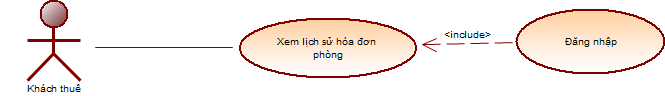 Xem lịch sử hóa đơn
phòng
<include>
Đăng nhập
Khách thuê